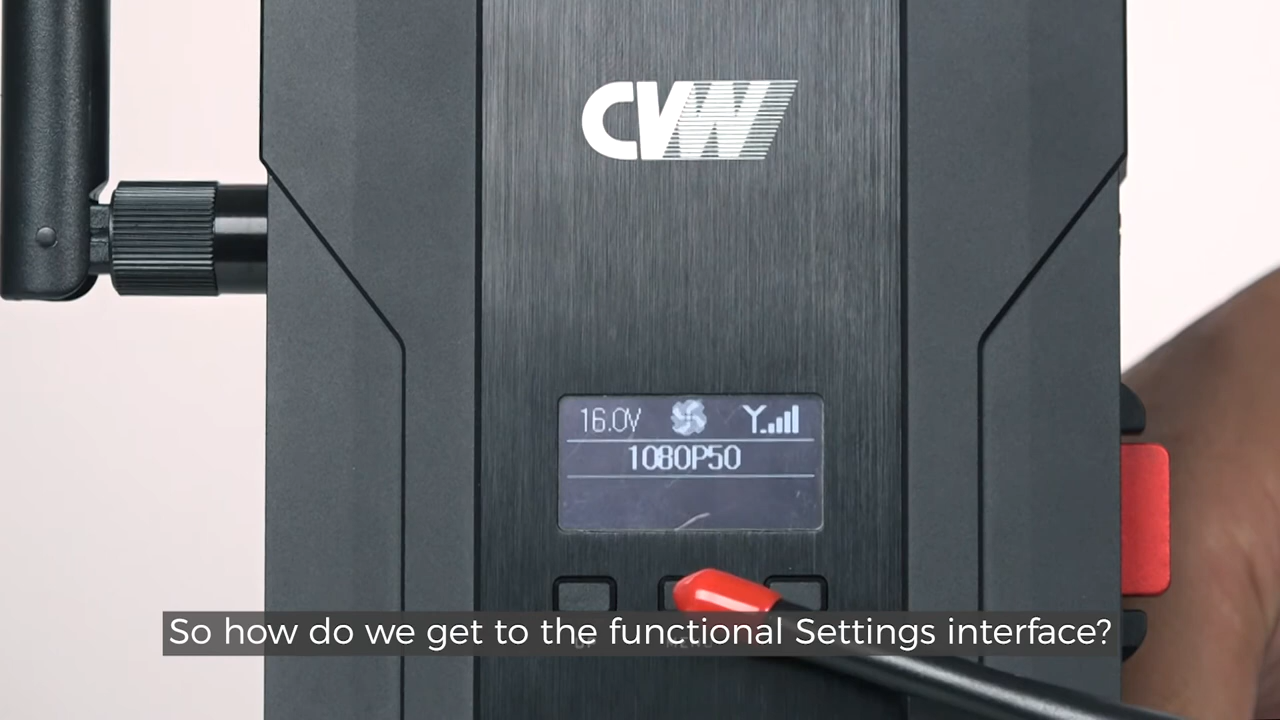 CVW
16.0V
1080P50
So how do we get to the functional Settings interface?